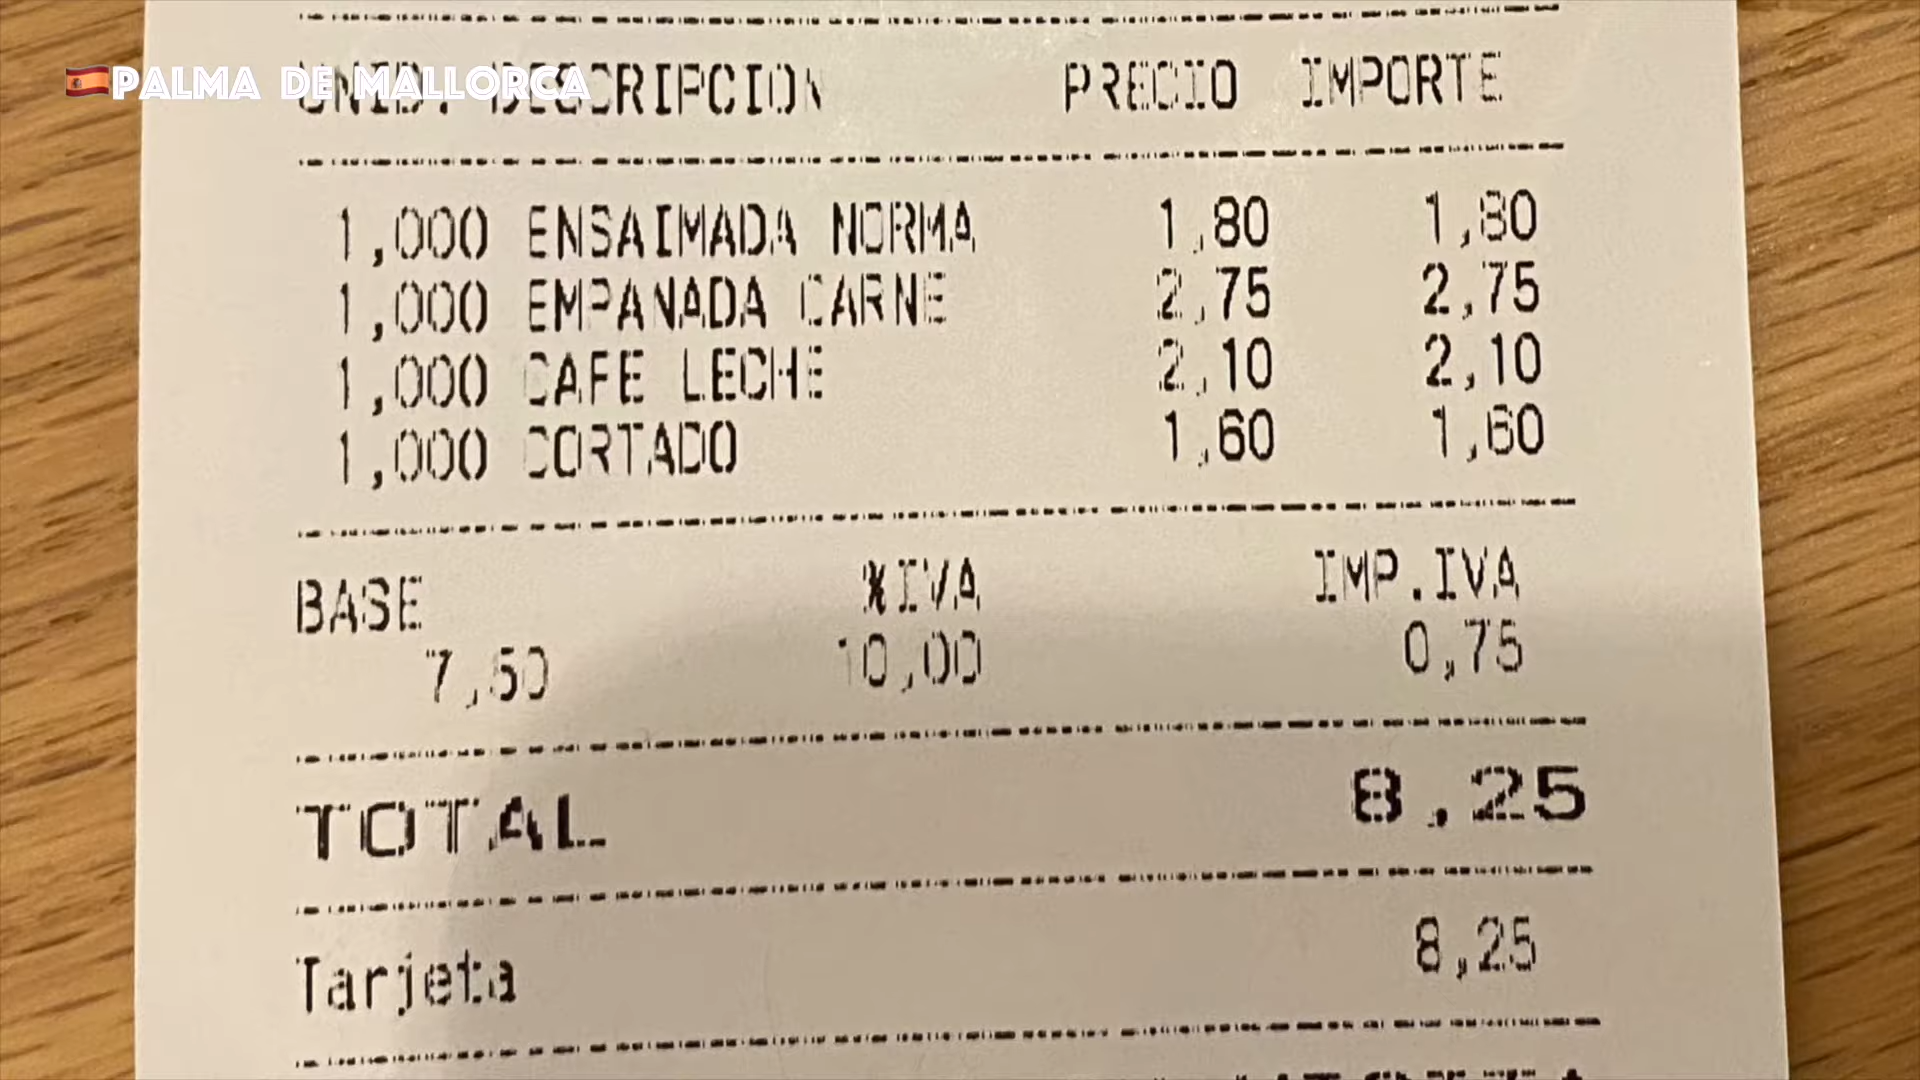 PALMA DE MALLORCA
UNID. DESCRIPCION PRECIO IMPORTE
1,000 ENSAIMADA NORMA 1,80 1,80
1,000 EMPANADA CARNE 2,75 2,75
1,000 CAFE LECHE 2,10 2,10
1,000 CORTADO 1,60 1,60
BASE %IVA IMP.IVA
7,50 10,00 0,75
TOTAL 8,25
Tarjeta 8,25